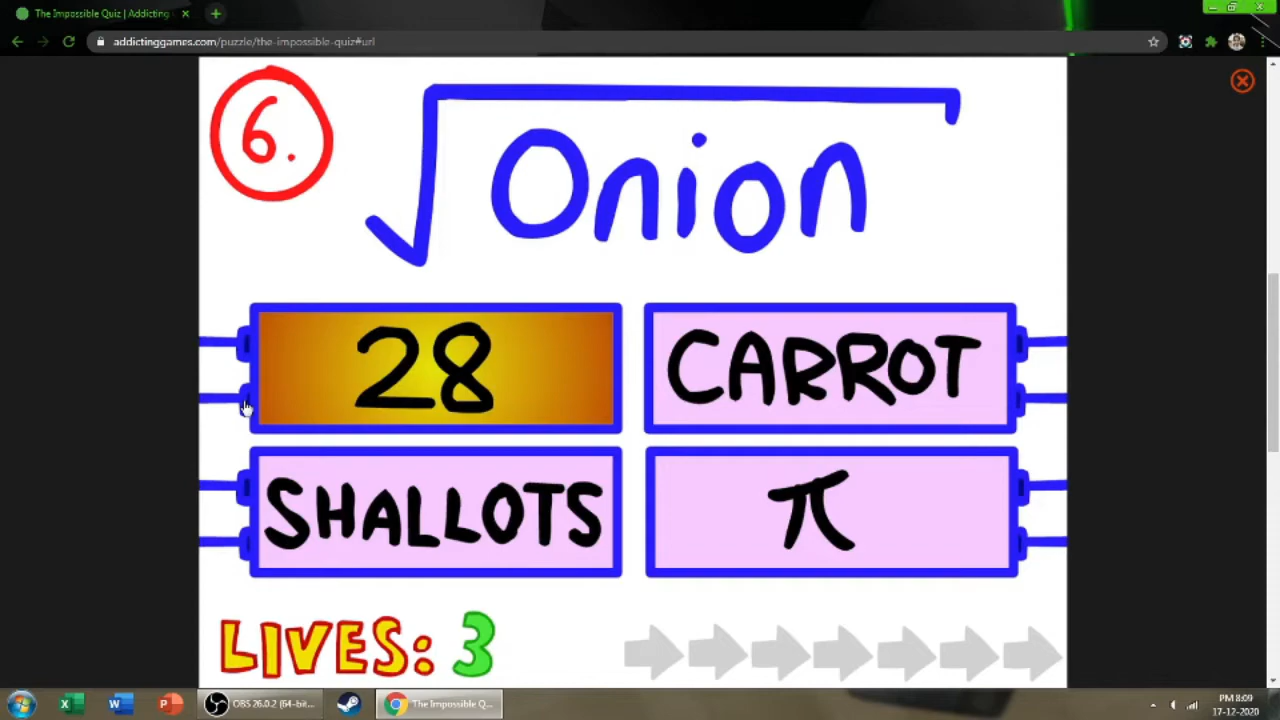 The Impossible Quiz | Addicting
addictinggames.com/puzzle/the-impossible-quiz#url
6.
√Onion
28
CARROT
SHALLOTS
π
LIVES: 3
OBS 26.0.2 (64-bit...
The Impossible Q...
PM 8:09
17-12-2020